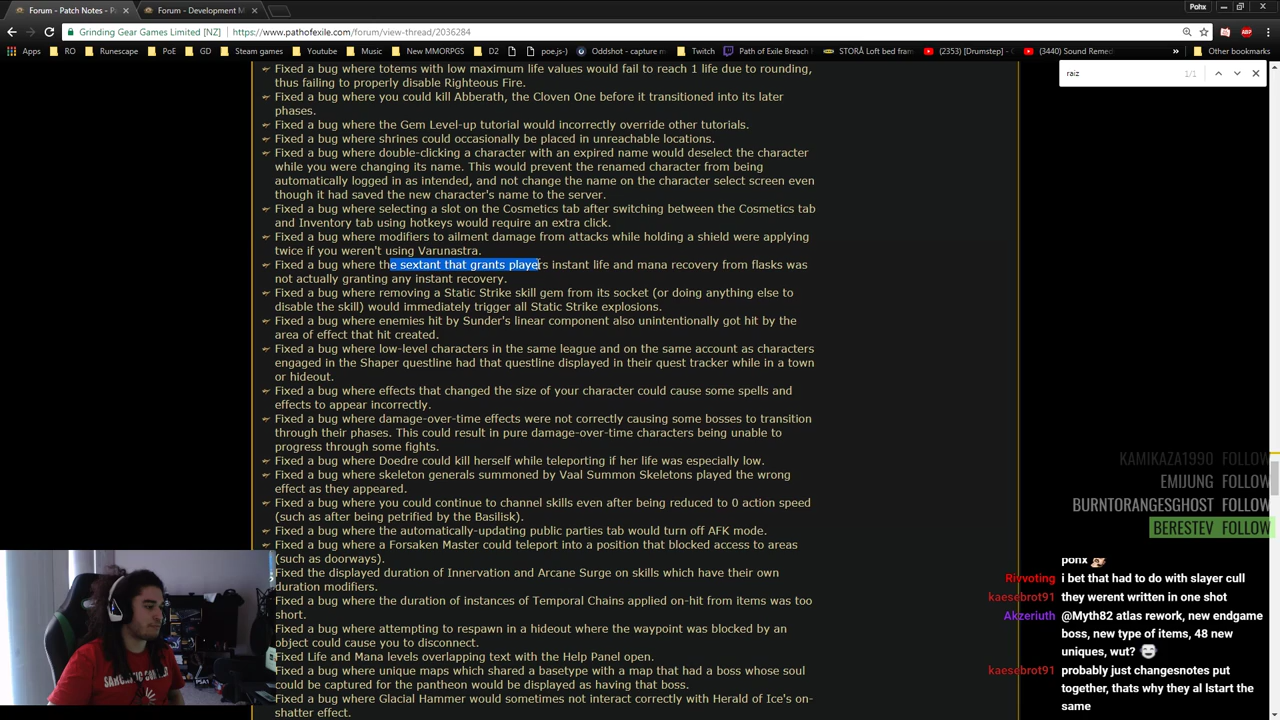 Forum - Patch Notes - P
Forum - Development M
Pohx
Grinding Gear Games Limited [NZ]
https://www.pathofexile.com/forum/view-thread/2036284
Apps
RO
Runescape
PoE
GD
Steam games
Youtube
Music
New MMORPGS
D2
poe.js-)
Oddshot - capture m
Twitch
Path of Exile Breach
STORÅ Loft bed fram
(2353) [Drumstep] —
(3440) Sound Remed
Other bookmarks
raiz
1/1
Fixed a bug where totems with low maximum life values would fail to reach 1 life due to rounding,
thus failing to properly disable Righteous Fire.
Fixed a bug where you could kill Abberath, the Cloven One before it transitioned into its later
phases.
Fixed a bug where the Gem Level-up tutorial would incorrectly override other tutorials.
Fixed a bug where shrines could occasionally be placed in unreachable locations.
Fixed a bug where double-clicking a character with an expired name would deselect the character
while you were changing its name. This would prevent the renamed character from being
automatically logged in as intended, and not change the name on the character select screen even
though it had saved the new character's name to the server.
Fixed a bug where selecting a slot on the Cosmetics tab after switching between the Cosmetics tab
and Inventory tab using hotkeys would require an extra click.
Fixed a bug where modifiers to ailment damage from attacks while holding a shield were applying
twice if you weren't using Varunastra.
Fixed a bug where the sextant that grants players instant life and mana recovery from flasks was
not actually granting any instant recovery.
Fixed a bug where removing a Static Strike skill gem from its socket (or doing anything else to
disable the skill) would immediately trigger all Static Strike explosions.
Fixed a bug where enemies hit by Sunder's linear component also unintentionally got hit by the
area of effect that hit created.
Fixed a bug where low-level characters in the same league and on the same account as characters
engaged in the Shaper questline had that questline displayed in their quest tracker while in a town
or hideout.
Fixed a bug where effects that changed the size of your character could cause some spells and
effects to appear incorrectly.
Fixed a bug where damage-over-time effects were not correctly causing some bosses to transition
through their phases. This could result in pure damage-over-time characters being unable to
progress through some fights.
Fixed a bug where Doedre could kill herself while teleporting if her life was especially low.
Fixed a bug where skeleton generals summoned by Vaal Summon Skeletons played the wrong
effect as they appeared.
Fixed a bug where you could continue to channel skills even after being reduced to 0 action speed
(such as after being petrified by the Basilisk).
Fixed a bug where the automatically-updating public parties tab would turn off AFK mode.
Fixed a bug where a Forsaken Master could teleport into a position that blocked access to areas
(such as doorways).
Fixed the displayed duration of Innervation and Arcane Surge on skills which have their own
duration modifiers.
Fixed a bug where the duration of instances of Temporal Chains applied on-hit from items was too
short.
Fixed a bug where attempting to respawn in a hideout where the waypoint was blocked by an
object could cause you to disconnect.
Fixed Life and Mana levels overlapping text with the Help Panel open.
Fixed a bug where unique maps which shared a basetype with a map that had a boss whose soul
could be captured for the pantheon would be displayed as having that boss.
Fixed a bug where Glacial Hammer would sometimes not interact correctly with Herald of Ice's on-
shatter effect.
KAMIKAZA1990 FOLLOW
EMIJUNG FOLLOW
BURNTORANGESGHOST FOLLOW
BERESTEV FOLLOW
pohx
Rivvoting i bet that had to do with slayer cull
kaesebrot91 they werent written in one shot
Akzeriuth @Myth82 atlas rework, new endgame
boss, new type of items, 48 new
uniques, wut?
kaesebrot91 probably just changesnotes put
together, thats why they al lstart the
same